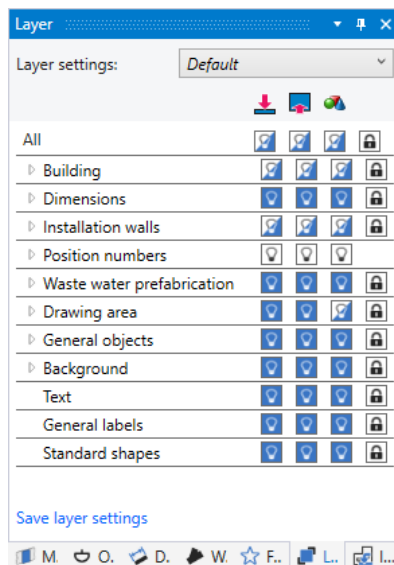 Layer
Layer settings: Default
All
Building
Dimensions
Installation walls
Position numbers
Waste water prefabrication
Drawing area
General objects
Background
Text
General labels
Standard shapes
Save layer settings
M. O. D. W. F.. L.. I...